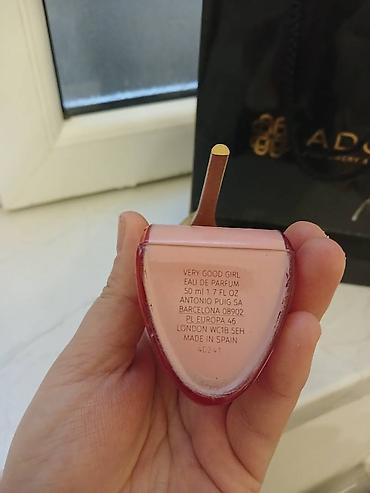 VERY GOOD GIRL
EAU DE PARFUM
50 ml 1.7 FL OZ
ANTONIO PUIG SA
BARCELONA 08902
PL EUROPA 46
LONDON WC1B 5EH
MADE IN SPAIN
40241